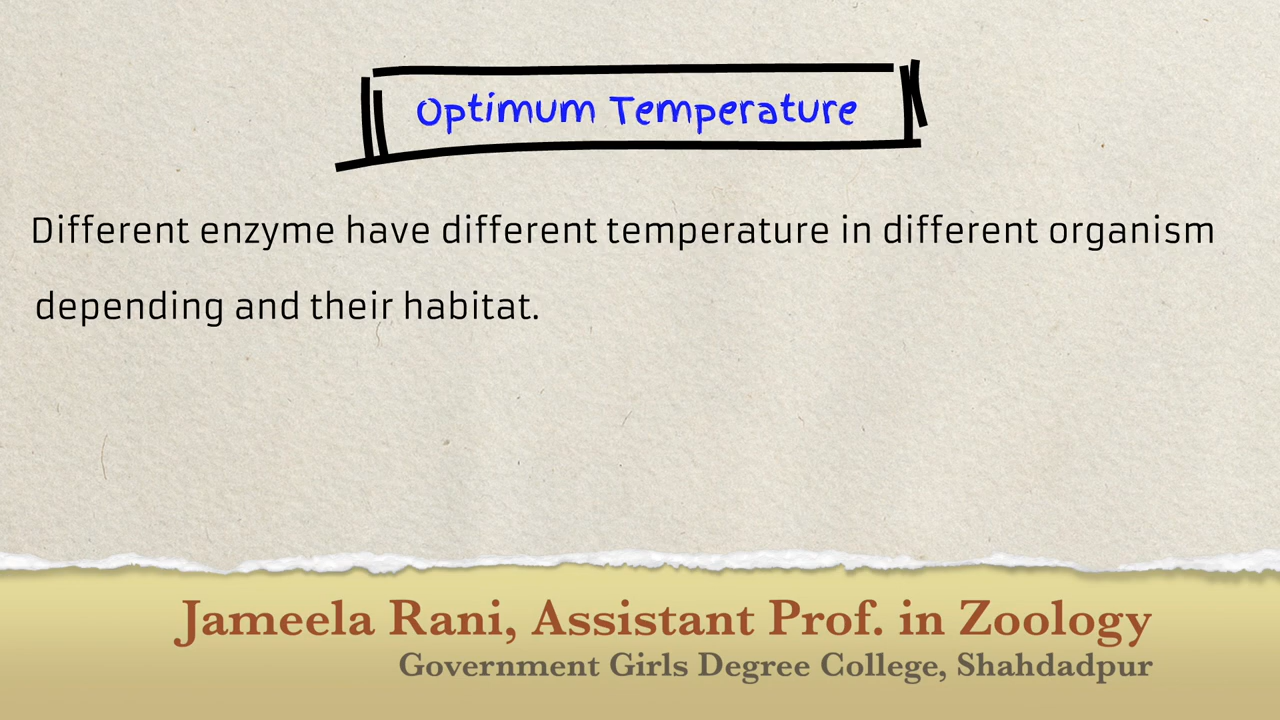 Optimum Temperature
Different enzyme have different temperature in different organism
depending and their habitat.
Jameela Rani, Assistant Prof. in Zoology
Government Girls Degree College, Shahdadpur